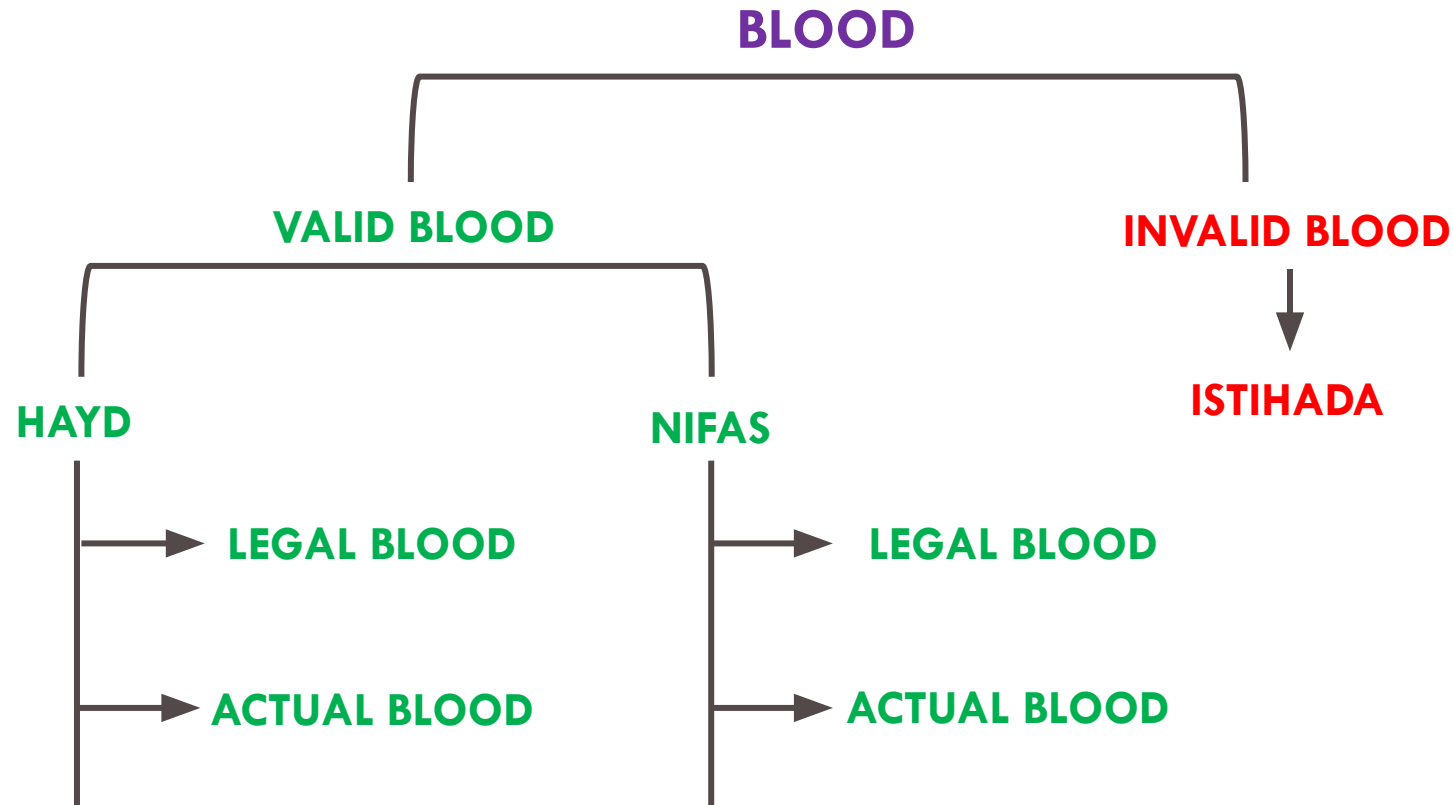 BLOOD
VALID BLOOD
INVALID BLOOD
HAYD
NIFAS
ISTIHADA
LEGAL BLOOD
LEGAL BLOOD
ACTUAL BLOOD
ACTUAL BLOOD